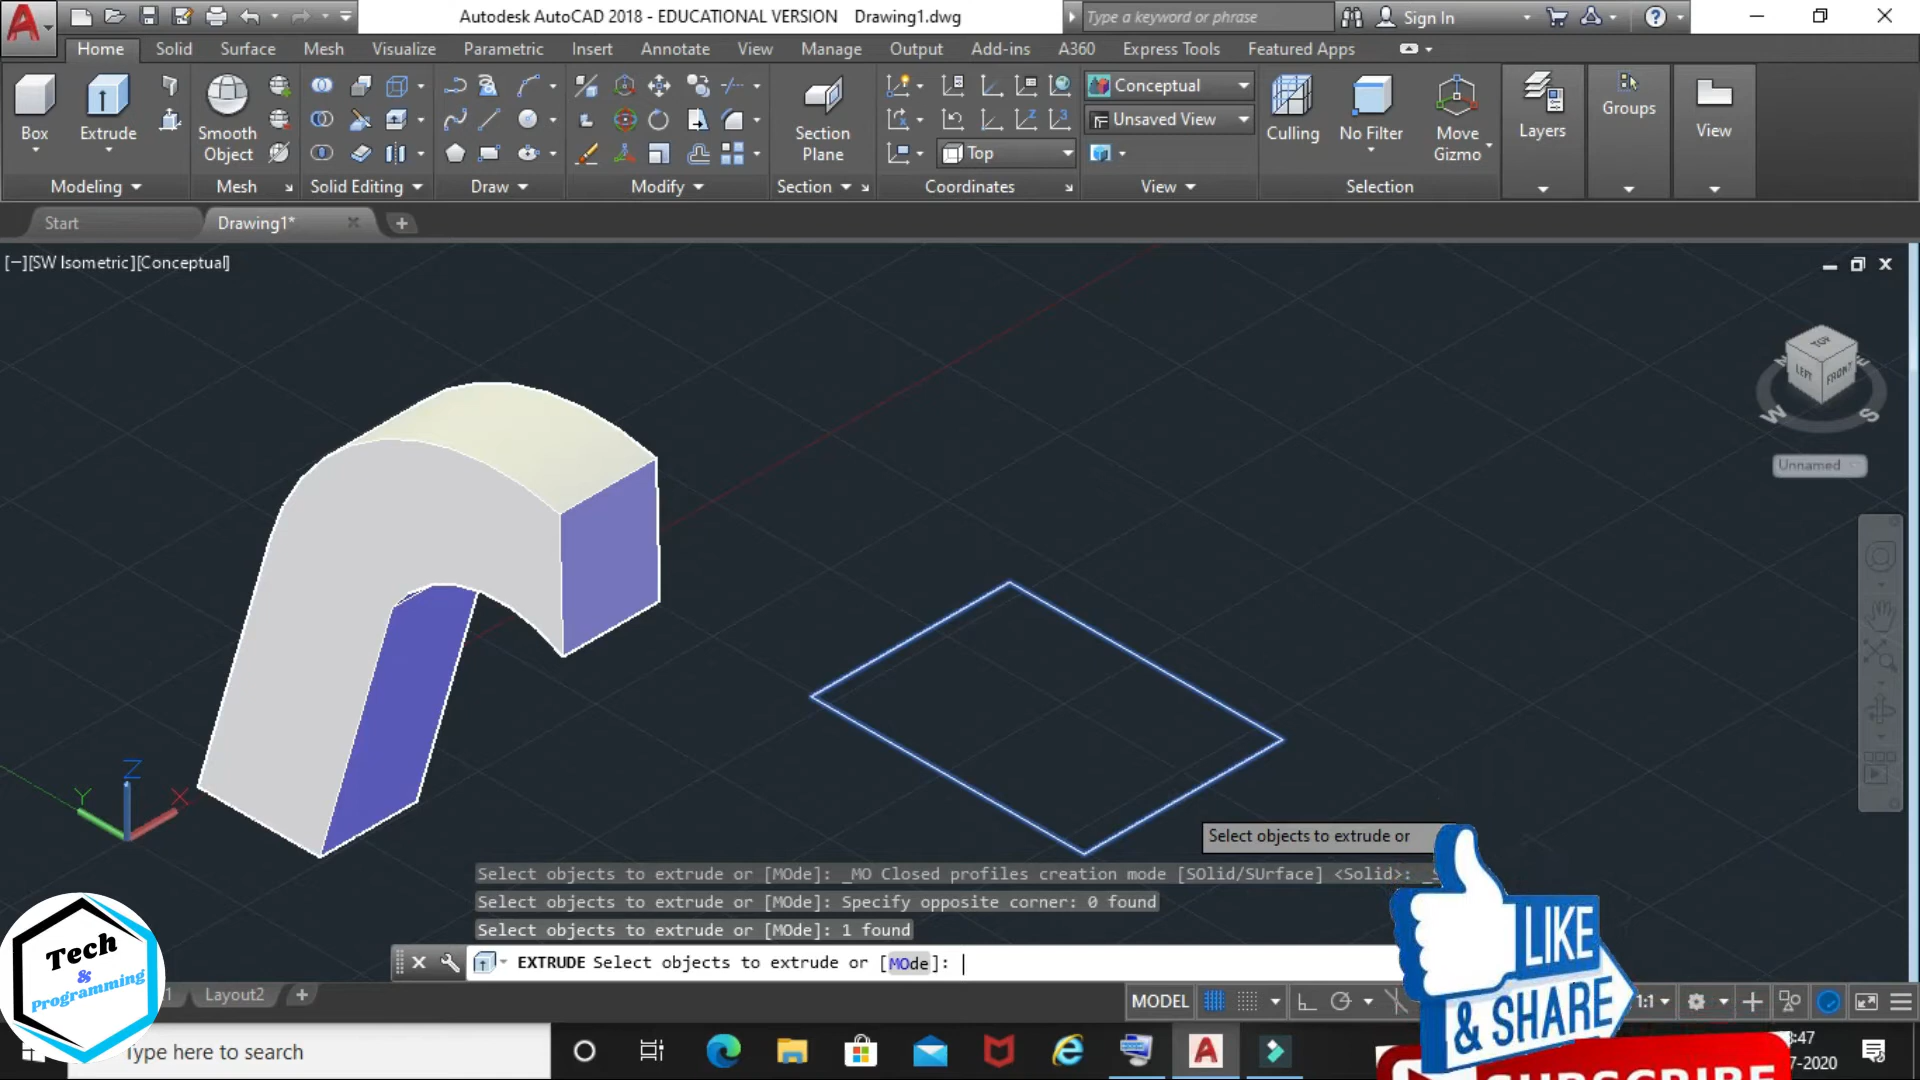 Autodesk AutoCAD 2018 - EDUCATIONAL VERSION Drawing1.dwg
Type a keyword or phrase
Sign In
Home Solid Surface Mesh Visualize Parametric Insert Annotate View Manage Output Add-ins A360 Express Tools Featured Apps
Box
Extrude
Smooth Object
Section Plane
Top
Conceptual
Unsaved View
Culling
No Filter
Move Gizmo
Layers
Groups
View
Modeling Mesh Solid Editing Draw Modify Section Coordinates View Selection
Start
Drawing1*
[−][SW Isometric][Conceptual]
TOP
LEFT
FRONT
N
E
W
S
Unnamed
Z
Y
X
Select objects to extrude or
Select objects to extrude or [MOde]: _MO Closed profiles creation mode [SOlid/SUrface] <Solid>:
Select objects to extrude or [MOde]: Specify opposite corner: 0 found
Select objects to extrude or [MOde]: 1 found
EXTRUDE Select objects to extrude or [MOde]:
Tech
&
Programming
Layout2
MODEL
1:1
LIKE
& SHARE
SUBSCRIBE
Type here to search
:47
-2020